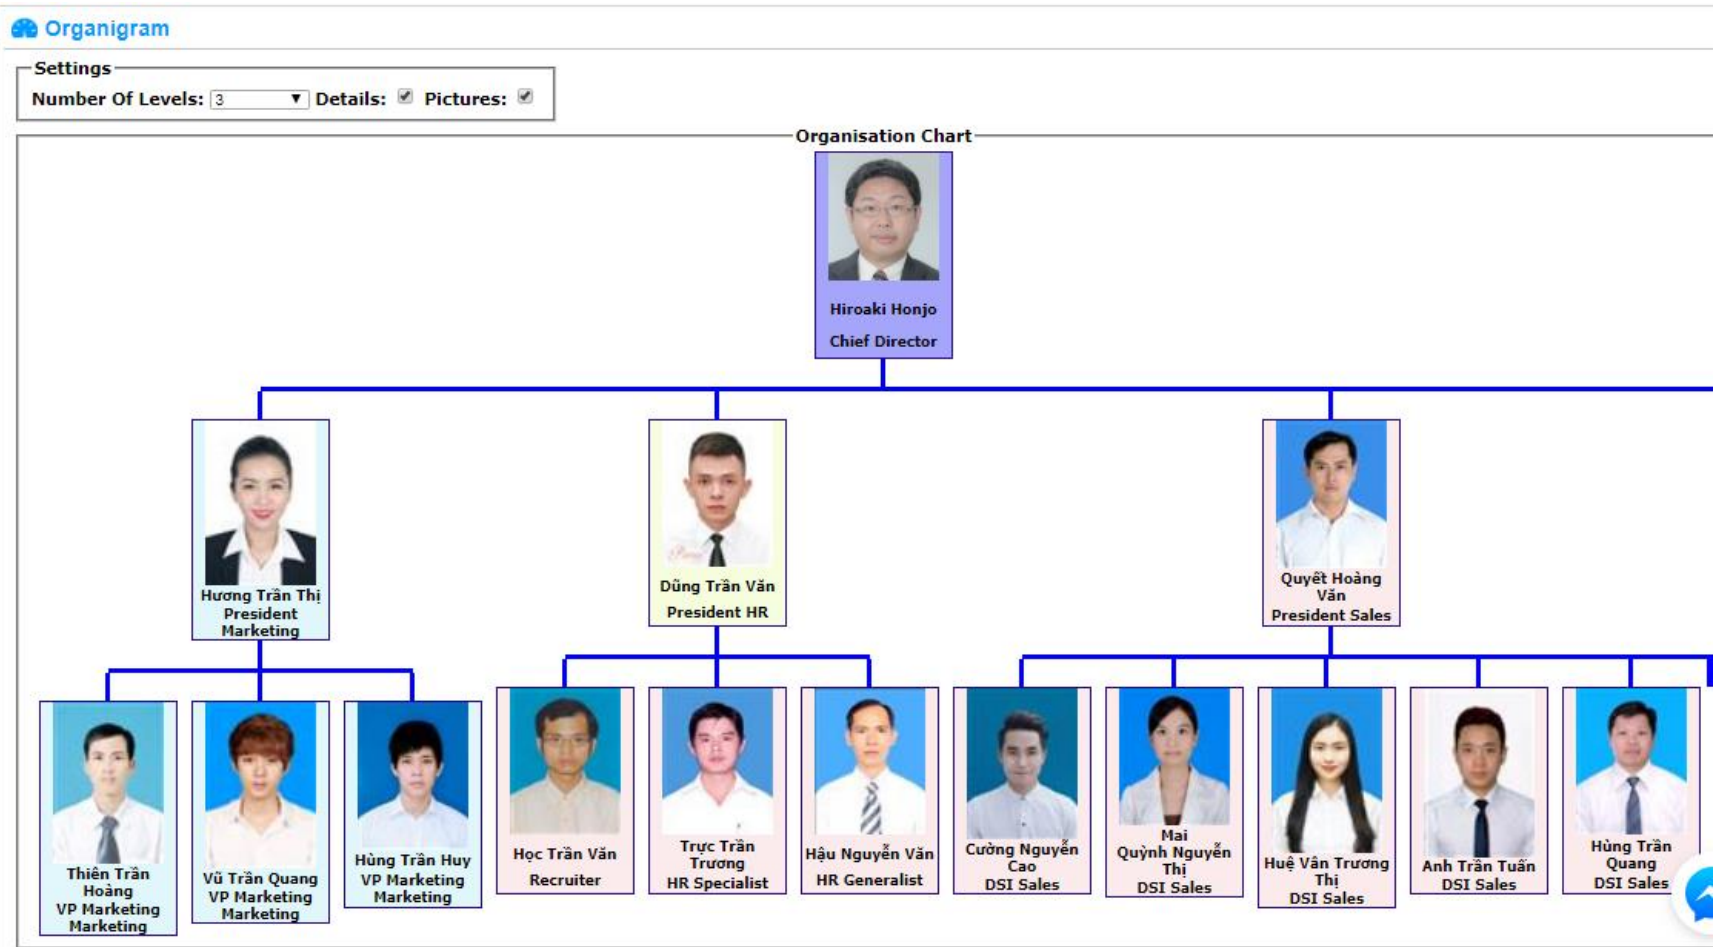 Organigram
Settings
Number Of Levels: 3 Details: Pictures:
Organisation Chart
Hiroaki Honjo
Chief Director
Hương Trần Thị
President
Marketing
Dũng Trần Văn
President HR
Quyết Hoàng
Văn
President Sales
Thiên Trần
Hoàng
VP Marketing
Marketing
Vũ Trần Quang
VP Marketing
Marketing
Hùng Trần Huy
VP Marketing
Marketing
Học Trần Văn
Recruiter
Trực Trần
Trương
HR Specialist
Hậu Nguyễn Văn
HR Generalist
Cường Nguyễn
Cao
DSI Sales
Mai
Quỳnh Nguyễn
Thị
DSI Sales
Huệ Vân Trương
Thị
DSI Sales
Anh Trần Tuấn
DSI Sales
Hùng Trần
Quang
DSI Sales